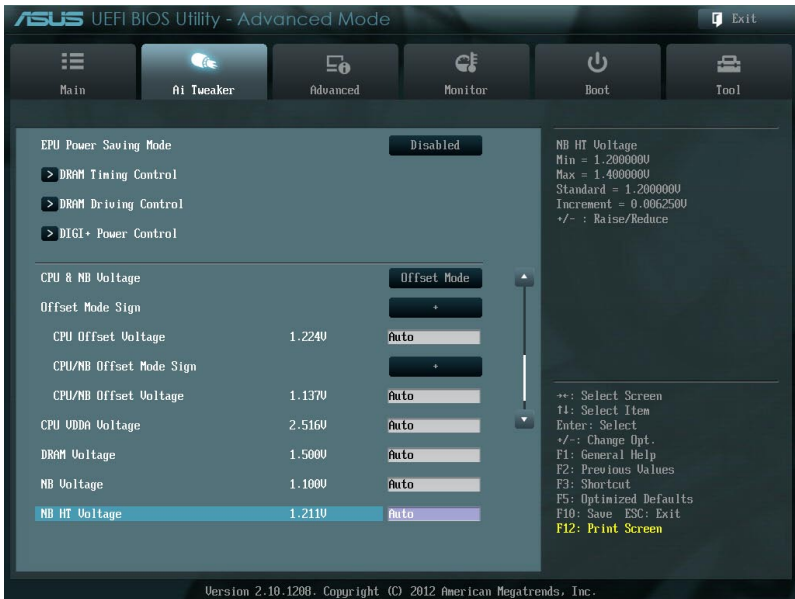 ASUS UEFI BIOS Utility - Advanced Mode
Exit
Main
Ai Tweaker
Advanced
Monitor
Boot
Tool
EPU Power Saving Mode Disabled
> DRAM Timing Control
> DRAM Driving Control
> DIGI+ Power Control
CPU & NB Voltage Offset Mode
Offset Mode Sign +
CPU Offset Voltage 1.224V Auto
CPU/NB Offset Mode Sign +
CPU/NB Offset Voltage 1.137V Auto
CPU VDDA Voltage 2.516V Auto
DRAM Voltage 1.500V Auto
NB Voltage 1.100V Auto
NB HT Voltage 1.211V Auto
NB HT Voltage
Min = 1.200000V
Max = 1.400000V
Standard = 1.200000V
Increment = 0.006250V
+/- : Raise/Reduce
→←: Select Screen
↑↓: Select Item
Enter: Select
+/-: Change Opt.
F1: General Help
F2: Previous Values
F3: Shortcut
F5: Optimized Defaults
F10: Save ESC: Exit
F12: Print Screen
Version 2.10.1208. Copyright (C) 2012 American Megatrends, Inc.